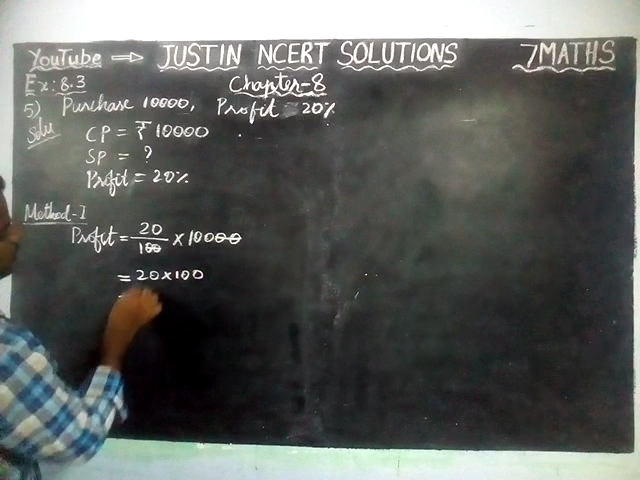 YouTube ⇒ JUSTIN NCERT SOLUTIONS 7MATHS
Ex: 8.3 Chapter-8
5) Purchase 10000, Profit = 20%
Solu
CP = ₹ 10000
SP = ?
Profit = 20%
Method-I
Profit = 20/100 × 10000
= 20×100